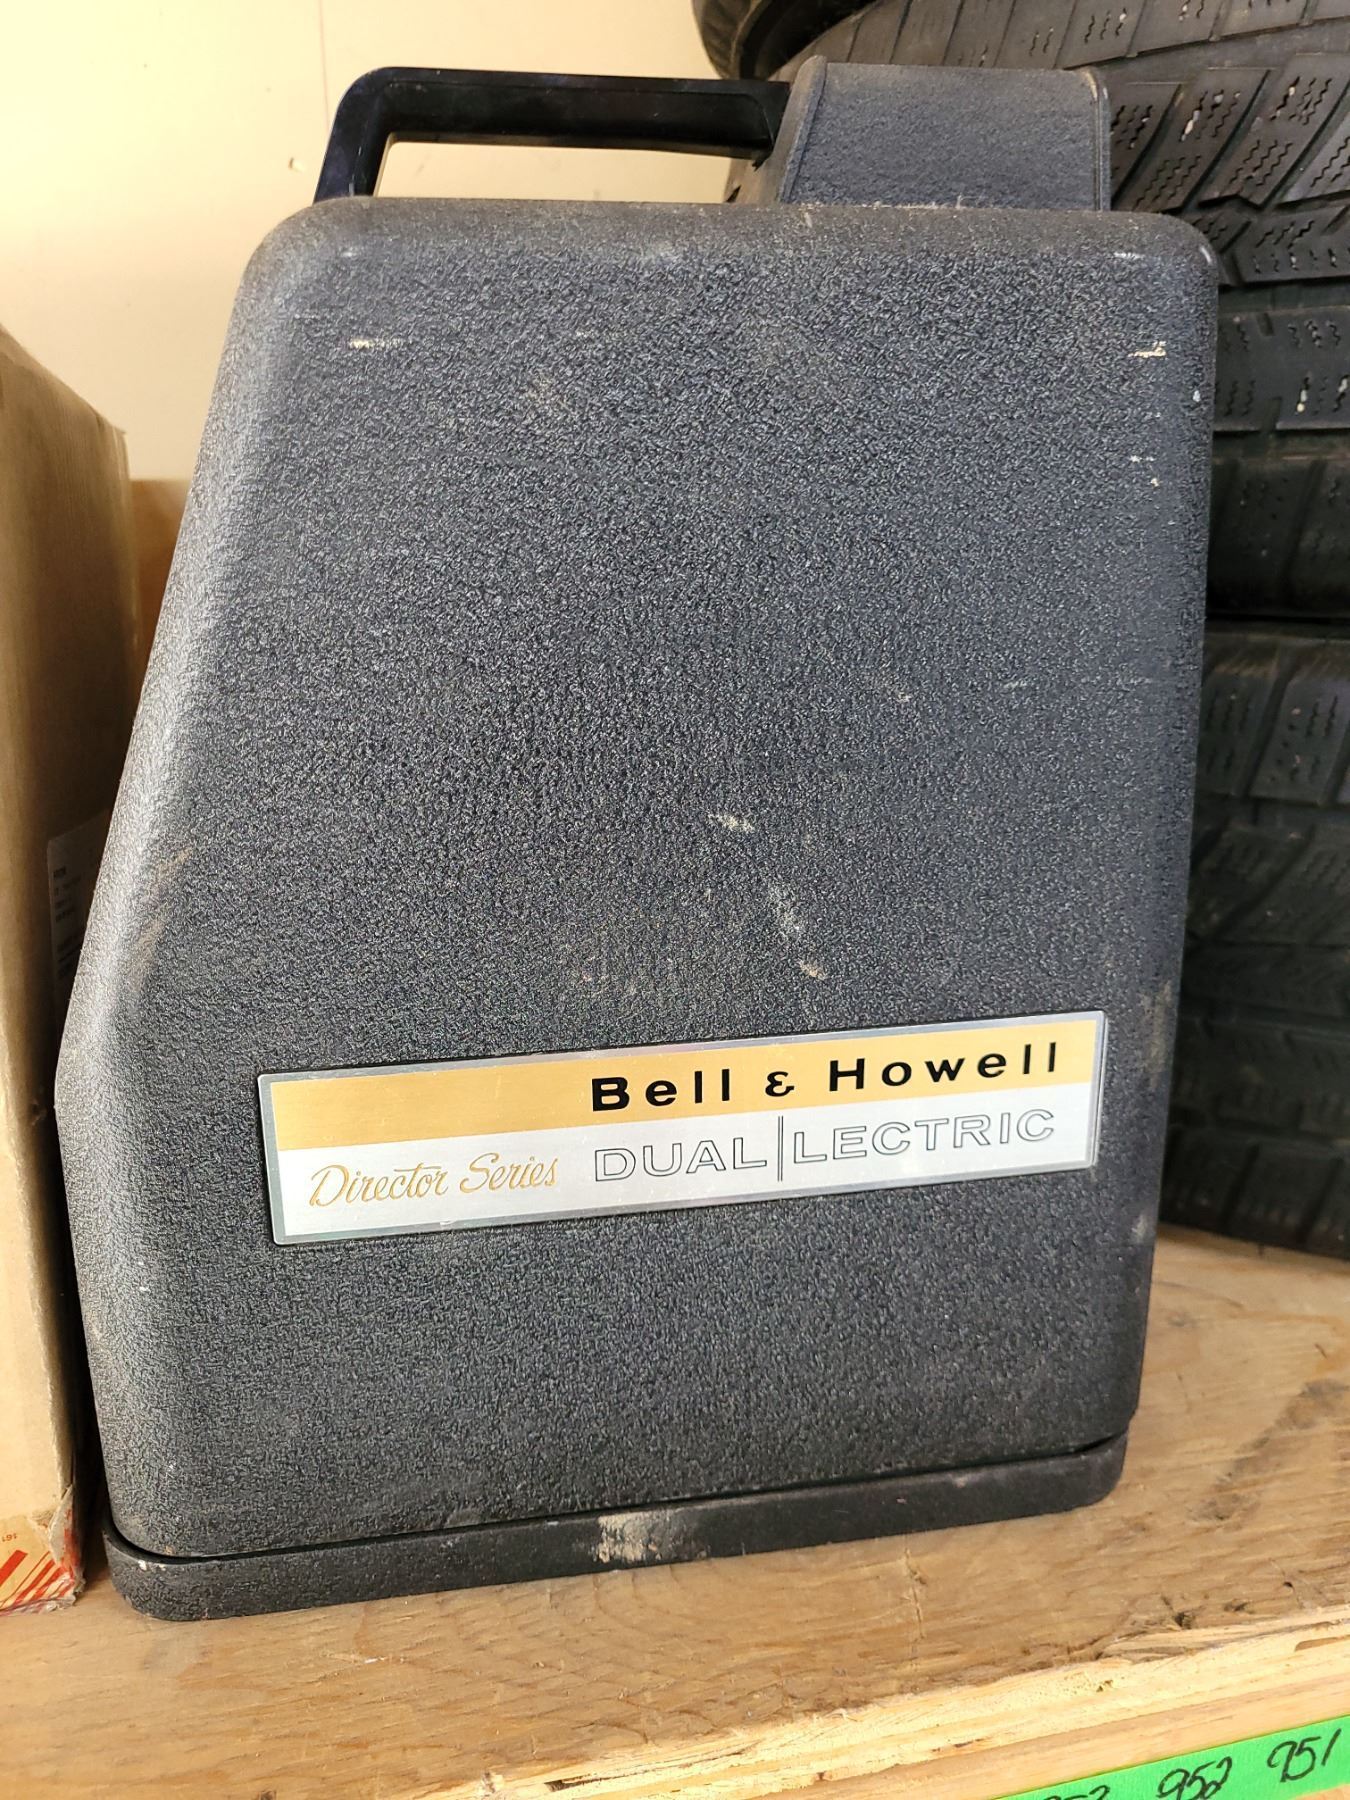 Bell & Howell
Director Series DUAL|LECTRIC
952 951